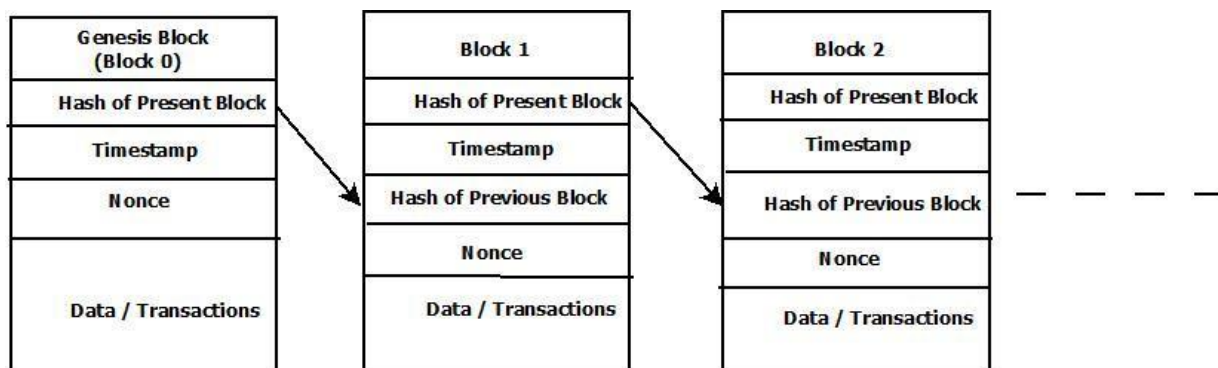 Genesis Block
(Block 0)
Hash of Present Block
Timestamp
Nonce
Data / Transactions
Block 1
Hash of Present Block
Timestamp
Hash of Previous Block
Nonce
Data / Transactions
Block 2
Hash of Present Block
Timestamp
Hash of Previous Block
Nonce
Data / Transactions